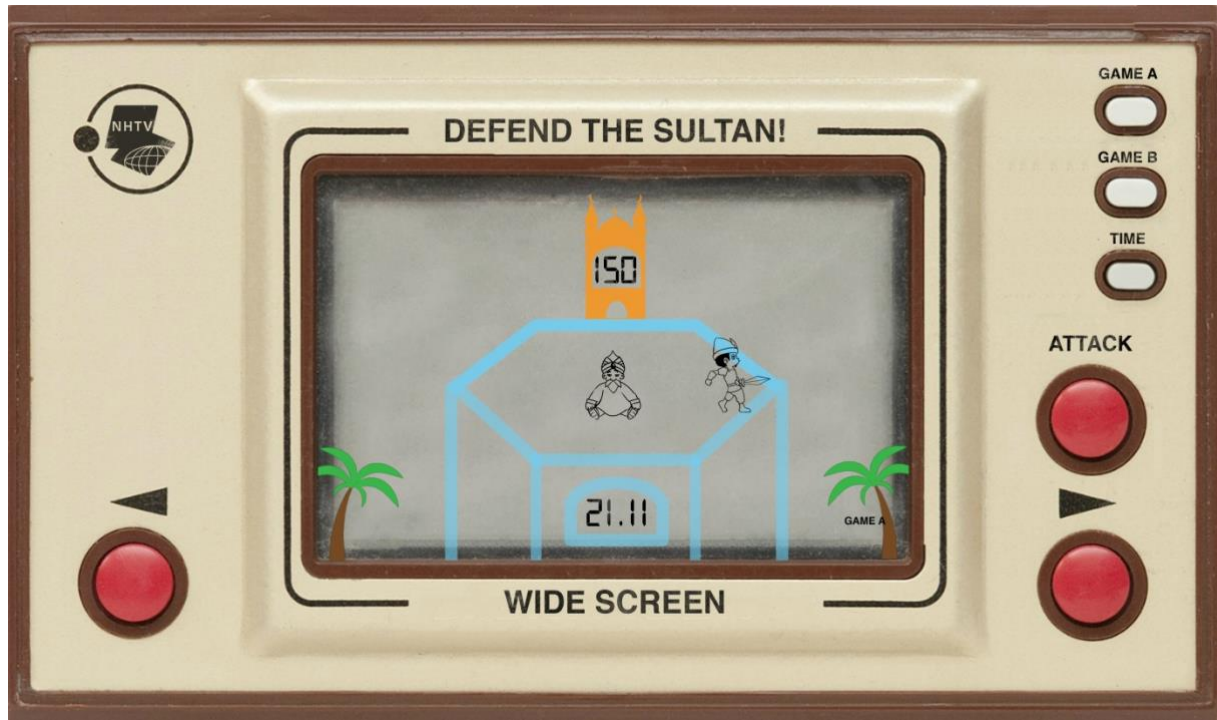 GAME A
NHTV
DEFEND THE SULTAN!
GAME B
TIME
150
ATTACK
21.11
GAME A
WIDE SCREEN